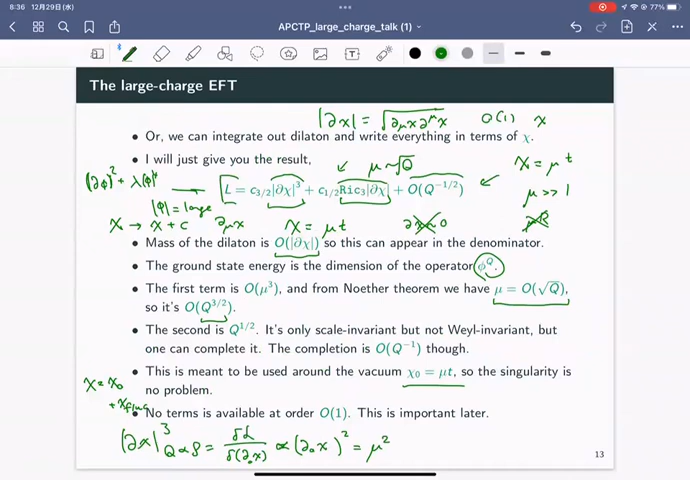 8:36 12月29日(水)
77%
APCTP_large_charge_talk (1)
The large-charge EFT
|∂χ| = √∂μχ∂^μχ O(1) χ
• Or, we can integrate out dilaton and write everything in terms of χ.
• I will just give you the result,
μ ~ √Q
χ = μt
(∂φ)² + λ|φ|⁴
L = c_{3/2}|∂χ|³ + c_{1/2}Ric₃|∂χ| + O(Q^{-1/2})
|φ| = large
μ >> 1
χ → χ + c ∂μχ χ = μt
• Mass of the dilaton is O(|∂χ|) so this can appear in the denominator.
• The ground state energy is the dimension of the operator φ^Q.
• The first term is O(μ³), and from Noether theorem we have μ = O(√Q), so it's O(Q^{3/2}).
• The second is Q^{1/2}. It's only scale-invariant but not Weyl-invariant, but one can complete it. The completion is O(Q^{-1}) though.
• This is meant to be used around the vacuum χ₀ = μt, so the singularity is no problem.
χ = χ₀
+ χfluc
• No terms is available at order O(1). This is important later.
|∂χ|³ Q ∝ ρ = δL/δ(∂₀χ) ∝ (∂₀χ)² = μ²
13